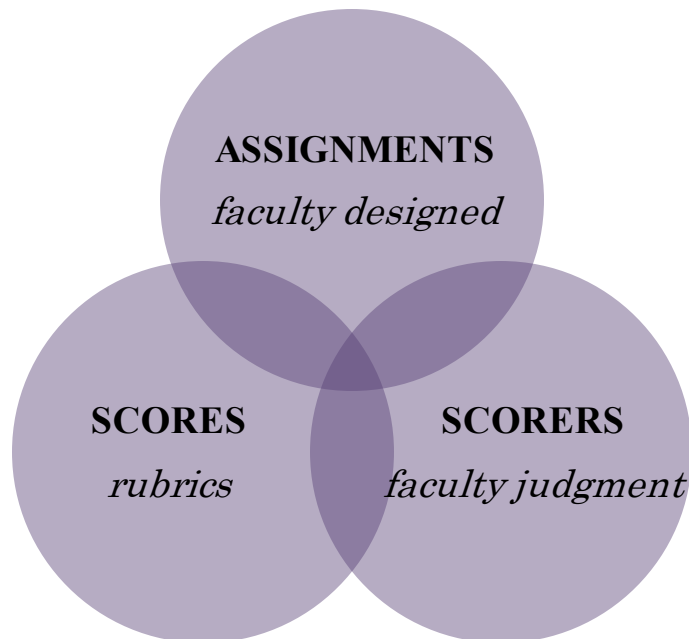 ASSIGNMENTS
faculty designed
SCORES
rubrics
SCORERS
faculty judgment